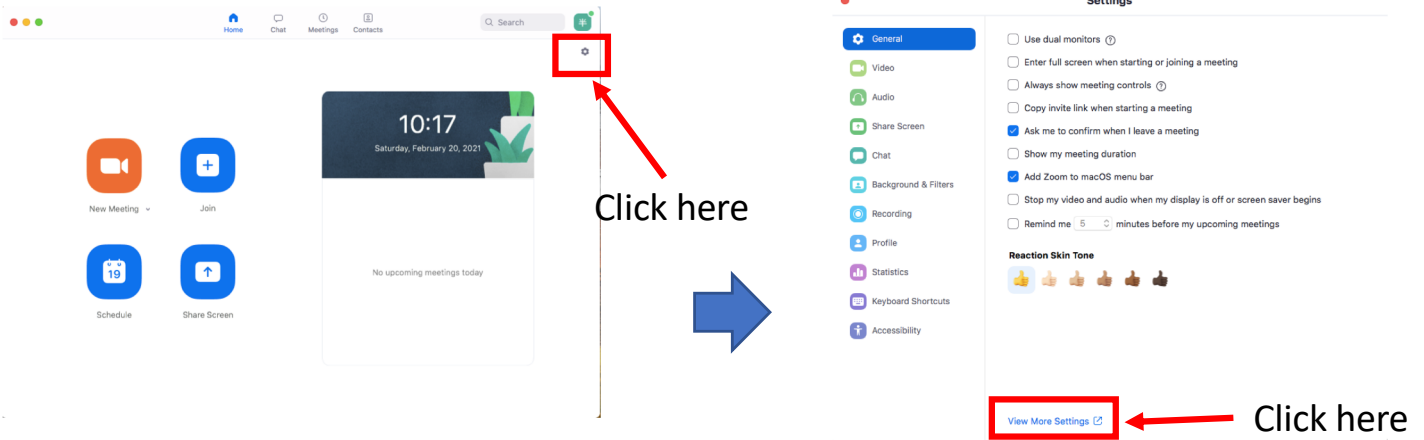 Home
Chat
Meetings
Contacts
Search
半
10:17
Saturday, February 20, 2021
New Meeting
Join
19
Schedule
Share Screen
No upcoming meetings today
Click here
Settings
General
Video
Audio
Share Screen
Chat
Background & Filters
Recording
Profile
Statistics
Keyboard Shortcuts
Accessibility
Use dual monitors ?
Enter full screen when starting or joining a meeting
Always show meeting controls ?
Copy invite link when starting a meeting
Ask me to confirm when I leave a meeting
Show my meeting duration
Add Zoom to macOS menu bar
Stop my video and audio when my display is off or screen saver begins
Remind me 5 minutes before my upcoming meetings
Reaction Skin Tone
View More Settings
Click here